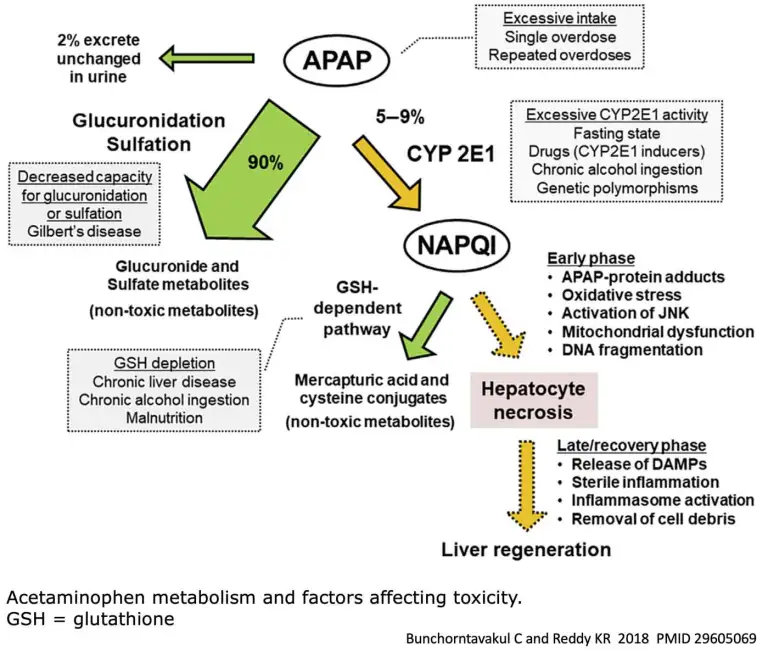 Excessive intake
Single overdose
Repeated overdoses
2% excrete
unchanged
in urine
APAP
Glucuronidation
Sulfation
90%
5–9%
CYP 2E1
Excessive CYP2E1 activity
Fasting state
Drugs (CYP2E1 inducers)
Chronic alcohol ingestion
Genetic polymorphisms
Decreased capacity
for glucuronidation
or sulfation
Gilbert's disease
NAPQI
Glucuronide and
Sulfate metabolites
(non-toxic metabolites)
GSH-
dependent
pathway
Early phase
• APAP-protein adducts
• Oxidative stress
• Activation of JNK
• Mitochondrial dysfunction
• DNA fragmentation
GSH depletion
Chronic liver disease
Chronic alcohol ingestion
Malnutrition
Mercapturic acid and
cysteine conjugates
(non-toxic metabolites)
Hepatocyte
necrosis
Late/recovery phase
• Release of DAMPs
• Sterile inflammation
• Inflammasome activation
• Removal of cell debris
Liver regeneration
Acetaminophen metabolism and factors affecting toxicity.
GSH = glutathione
Bunchorntavakul C and Reddy KR 2018 PMID 29605069